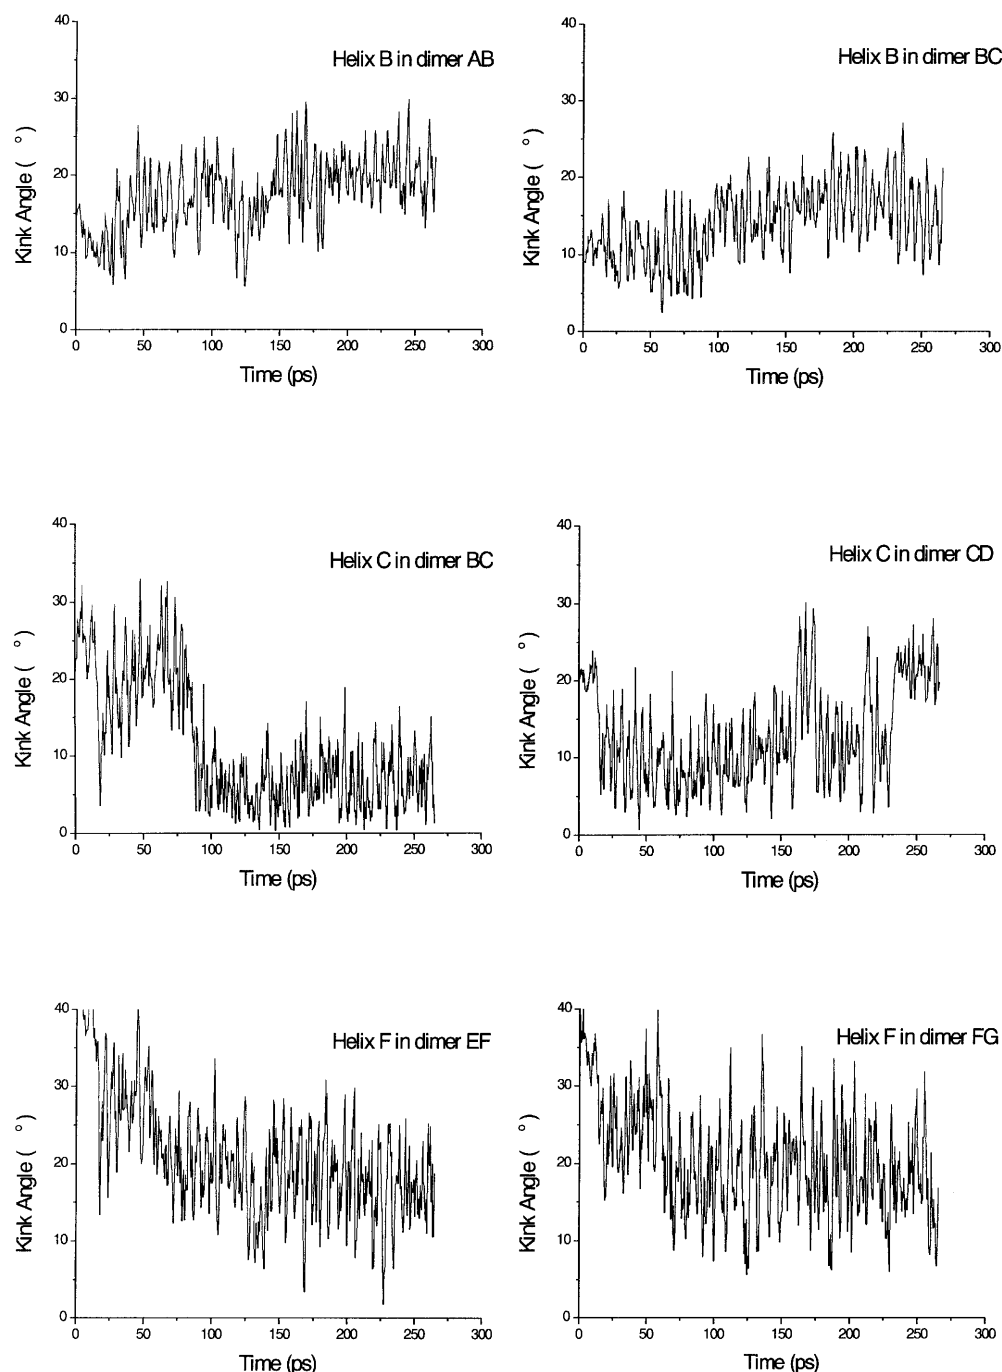 Helix B in dimer AB
Kink Angle ( °)
40
30
20
10
0
0 50 100 150 200 250 300
Time (ps)
Helix B in dimer BC
Kink Angle ( °)
40
30
20
10
0
0 50 100 150 200 250 300
Time (ps)
Helix C in dimer BC
Kink Angle ( °)
40
30
20
10
0
0 50 100 150 200 250 300
Time (ps)
Helix C in dimer CD
Kink Angle ( °)
40
30
20
10
0
0 50 100 150 200 250 300
Time (ps)
Helix F in dimer EF
Kink Angle ( °)
40
30
20
10
0
0 50 100 150 200 250 300
Time (ps)
Helix F in dimer FG
Kink Angle ( °)
40
30
20
10
0
0 50 100 150 200 250 300
Time (ps)